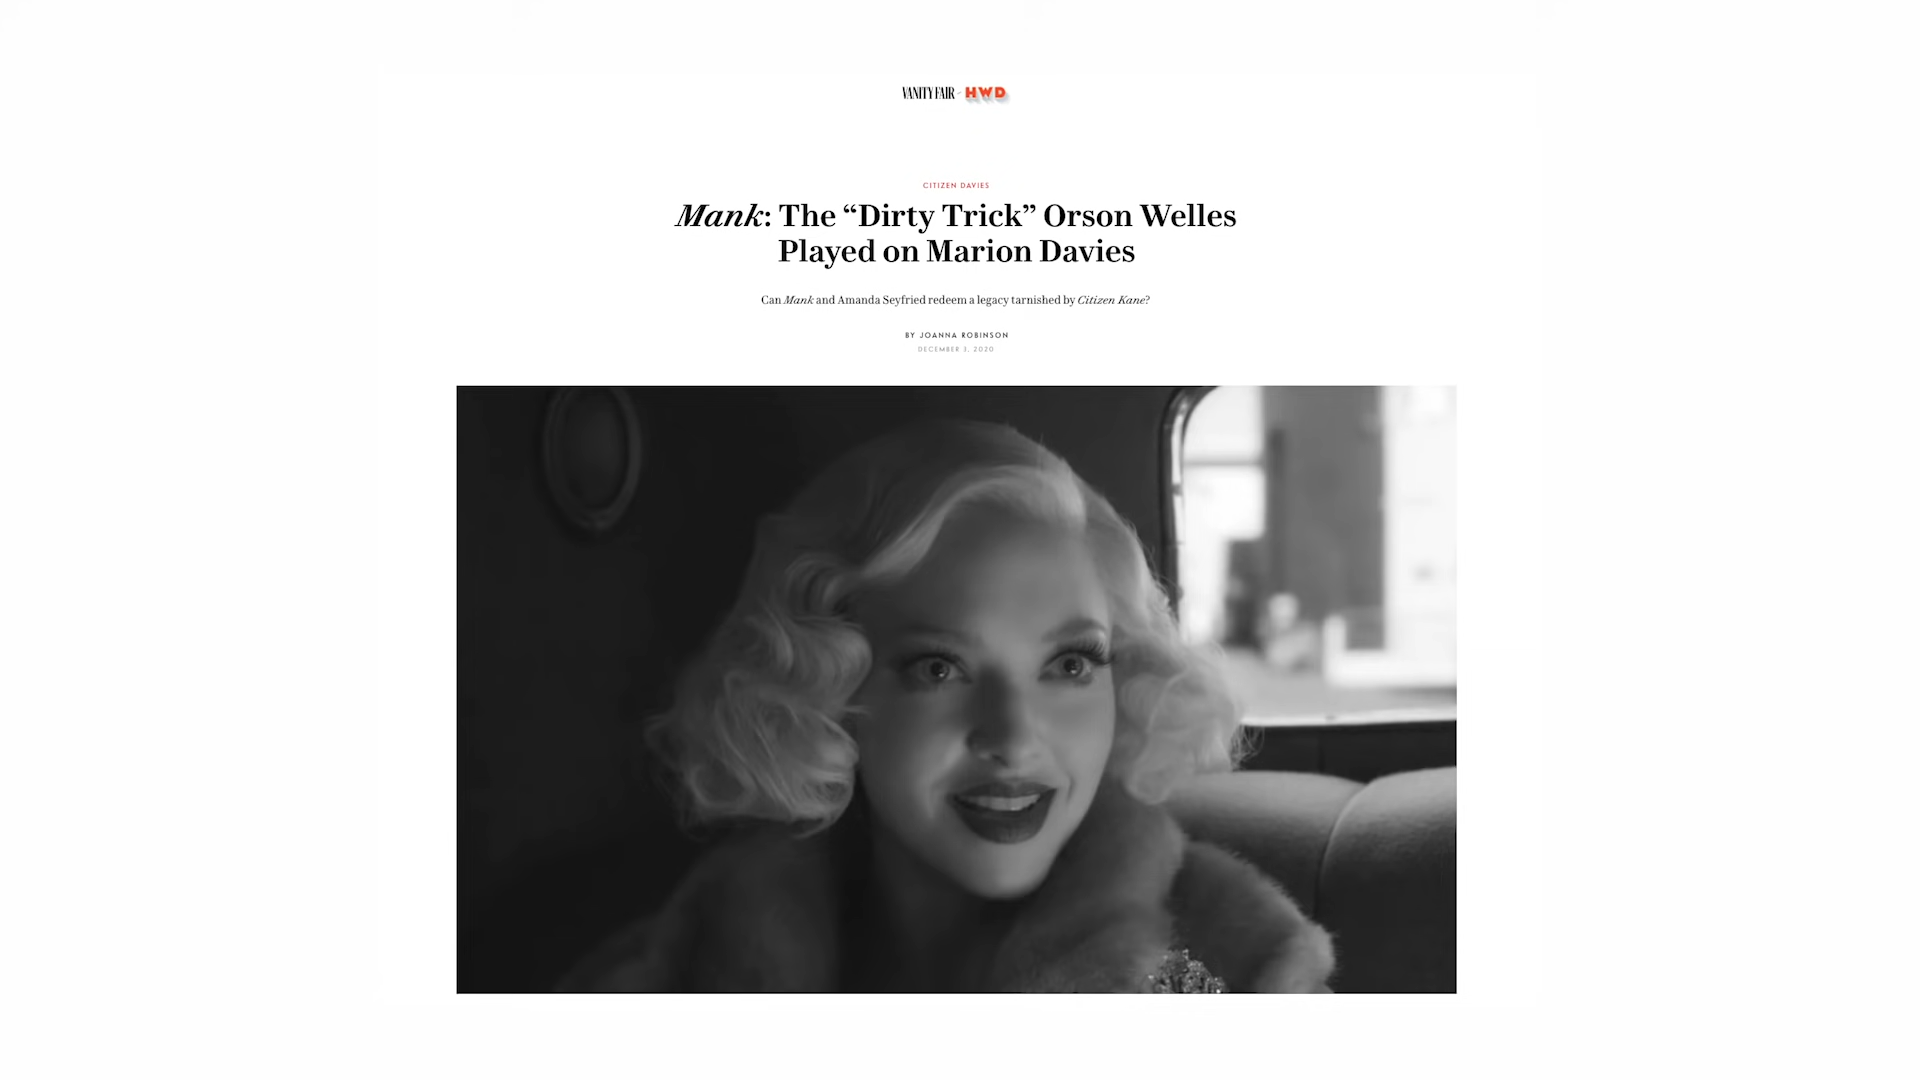 VANITY FAIR HWD
CITIZEN DAVIES
Mank: The “Dirty Trick” Orson Welles
Played on Marion Davies
Can Mank and Amanda Seyfried redeem a legacy tarnished by Citizen Kane?
BY JOANNA ROBINSON
DECEMBER 3, 2020